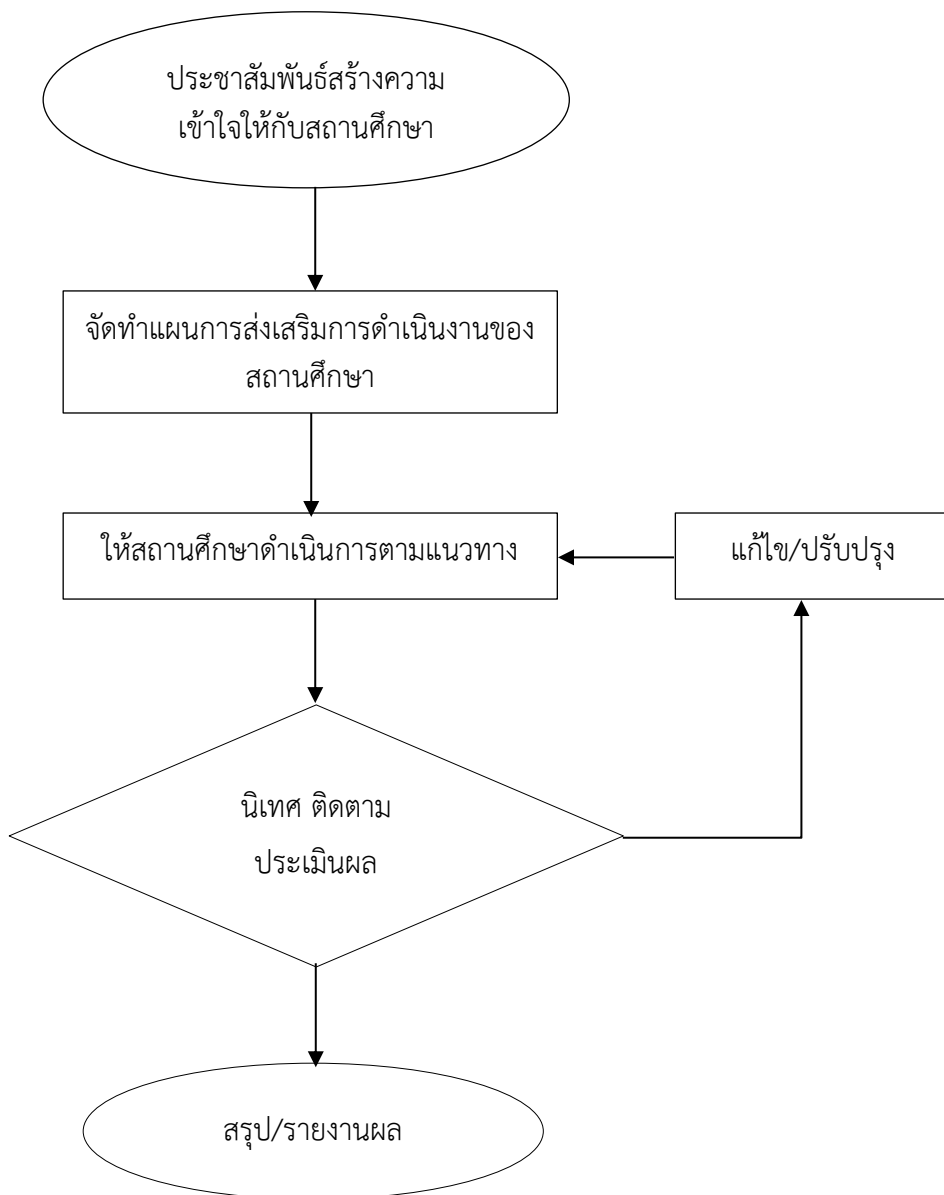 ประชาสัมพันธ์สร้างความ
เข้าใจให้กับสถานศึกษา
จัดทำแผนการส่งเสริมการดำเนินงานของ
สถานศึกษา
ให้สถานศึกษาดำเนินการตามแนวทาง
แก้ไข/ปรับปรุง
นิเทศ ติดตาม
ประเมินผล
สรุป/รายงานผล